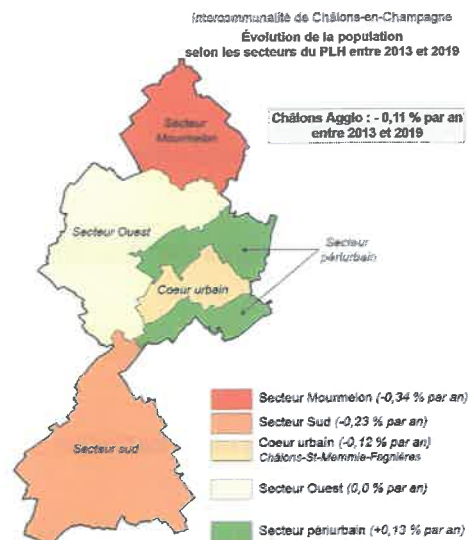 Intercommunalité de Châlons-en-Champagne
Évolution de la population
selon les secteurs du PLH entre 2013 et 2019
Châlons Agglo : - 0,11 % par an
entre 2013 et 2019
Secteur
Mourmelon
Secteur Ouest
Secteur
périurbain
Coeur urbain
Secteur sud
Secteur Mourmelon (-0,34 % par an)
Secteur Sud (-0,23 % par an)
Coeur urbain (-0,12 % par an)
Châlons-St-Memmie-Fagnières
Secteur Ouest (0,0 % par an)
Secteur périurbain (+0,13 % par an)